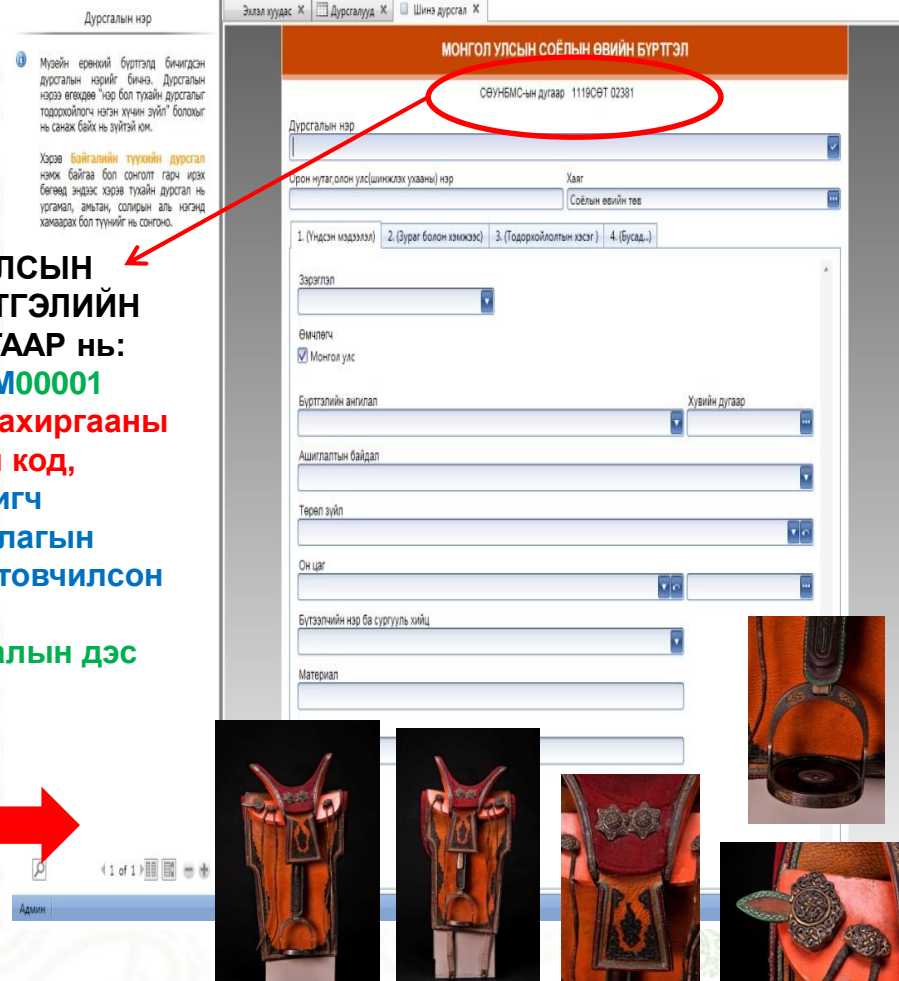 Дурсгалын нэр
Музейн ерөнхий бүртгэлд бичигдсэн
дурсгалын нэрийг бичнэ. Дурсгалын
нэрээ өгөхдөө "нэр бол тухайн дурсгалыг
тодорхойлогч нэгэн хүчин зүйл" болохыг
нь санаж байх нь зүйтэй юм.
Хэрэв Байгалийн түүхийн дурсгал
нэмж байгаа бол сонголт гарч ирэх
бөгөөд эндээс хэрэв тухайн дурсгал нь
ургамал, амьтан, солирын аль нэгэнд
хамаарах бол түүнийг нь сонгоно.
ЛСЫН
ТГЭЛИЙН
ГААР нь:
М00001
ахиргааны
код,
игч
лагын
товчилсон
алын дэс
1 of 1
Админ
Эхлэл хуудас
Дурсгалууд
Шинэ дурсгал
МОНГОЛ УЛСЫН СОЁЛЫН ӨВИЙН БҮРТГЭЛ
СӨҮНБМС-ын дугаар 1119СӨТ 02381
Дурсгалын нэр
Орон нутаг,олон улс(шинжлэх ухааны) нэр
Хаяг
Соёлын өвийн төв
1. (Үндсэн мэдээлэл) 2. (Зураг болон хэмжээс) 3. (Тодорхойлолтын хэсэг ) 4. (Бусад...)
Зэрэглэл
Өмчлөгч
Монгол улс
Бүртгэлийн ангилал
Хувийн дугаар
Ашиглалтын байдал
Төрөл зүйл
Он цаг
Бүтээлчийн нэр ба сургууль хийц
Материал